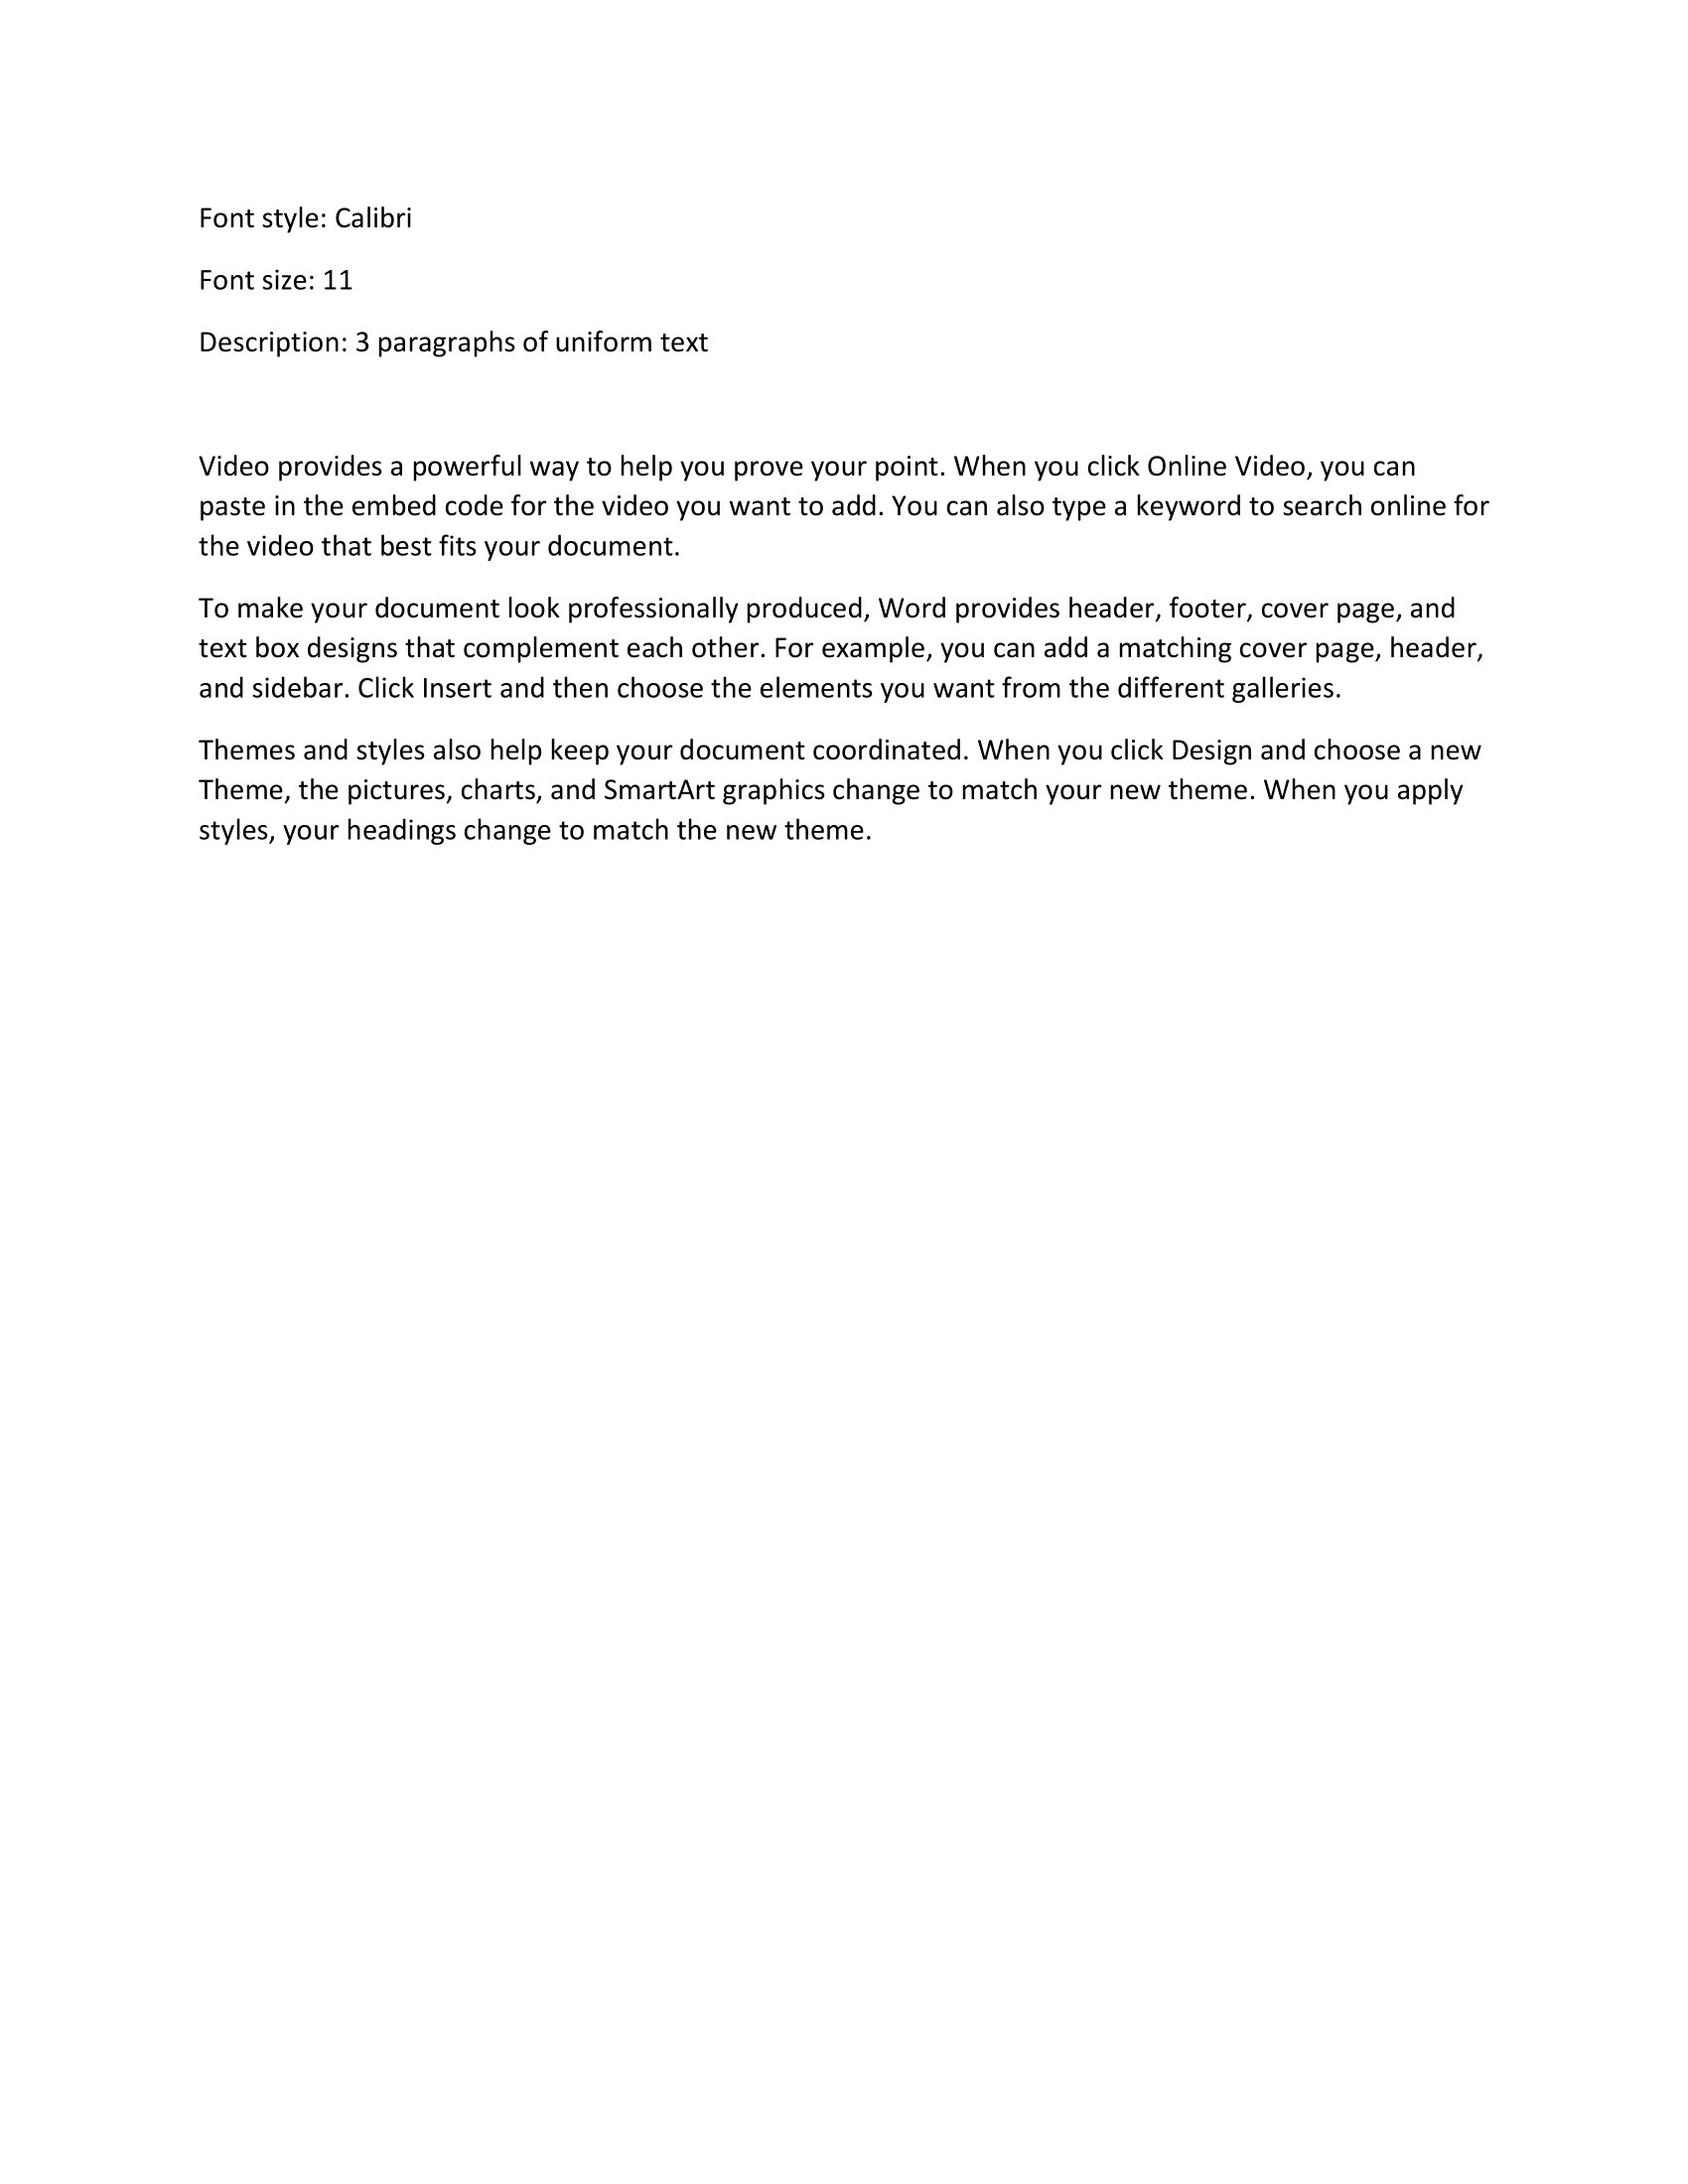 Font style: Calibri
Font size: 11
Description: 3 paragraphs of uniform text
Video provides a powerful way to help you prove your point. When you click Online Video, you can
paste in the embed code for the video you want to add. You can also type a keyword to search online for
the video that best fits your document.
To make your document look professionally produced, Word provides header, footer, cover page, and
text box designs that complement each other. For example, you can add a matching cover page, header,
and sidebar. Click Insert and then choose the elements you want from the different galleries.
Themes and styles also help keep your document coordinated. When you click Design and choose a new
Theme, the pictures, charts, and SmartArt graphics change to match your new theme. When you apply
styles, your headings change to match the new theme.